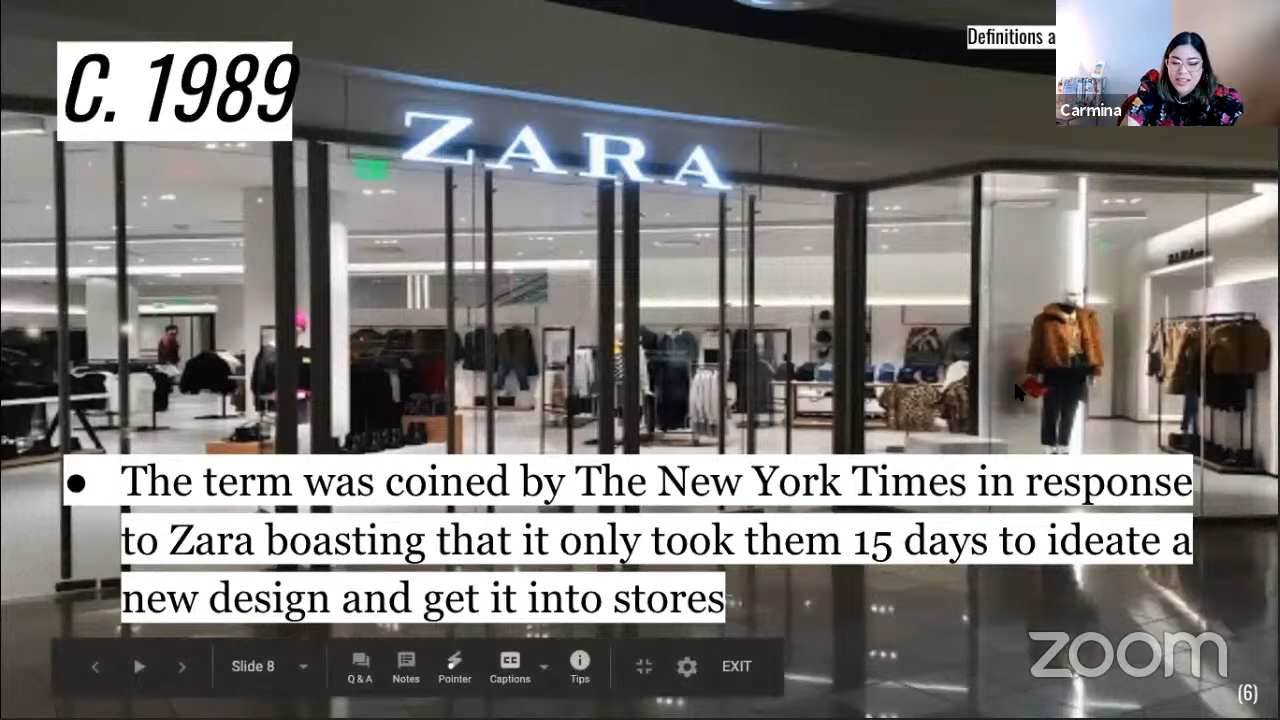 C. 1989
Definitions a
Carmina
ZARA
● The term was coined by The New York Times in response
to Zara boasting that it only took them 15 days to ideate a
new design and get it into stores
Slide 8
Q & A
Notes
Pointer
Captions
Tips
EXIT
zoom
(6)